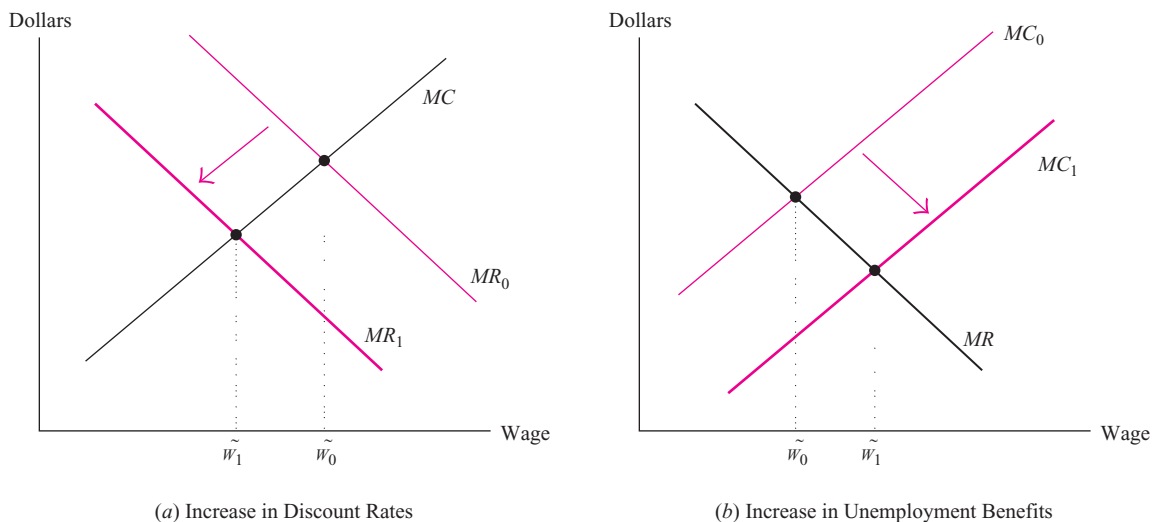 Dollars
MC
MR₀
MR₁
Wage
w̃₁
w̃₀
(a) Increase in Discount Rates
Dollars
MC₀
MC₁
MR
Wage
w̃₀
w̃₁
(b) Increase in Unemployment Benefits